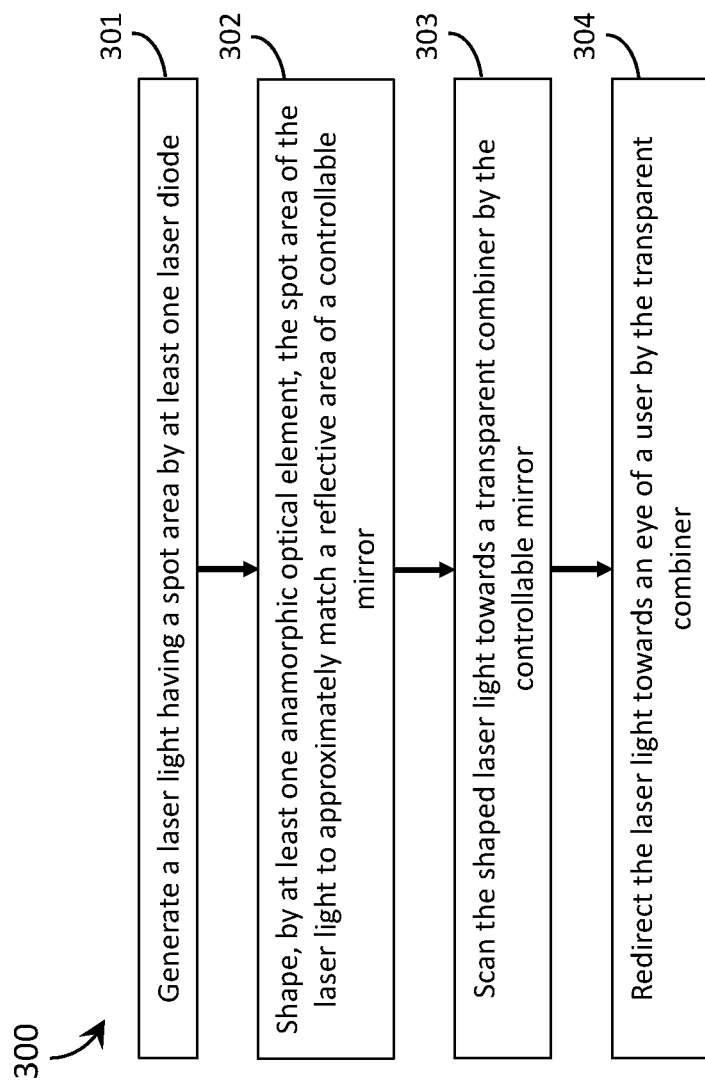 300
301
Generate a laser light having a spot area by at least one laser diode
302
Shape, by at least one anamorphic optical element, the spot area of the
laser light to approximately match a reflective area of a controllable
mirror
303
Scan the shaped laser light towards a transparent combiner by the
controllable mirror
304
Redirect the laser light towards an eye of a user by the transparent
combiner